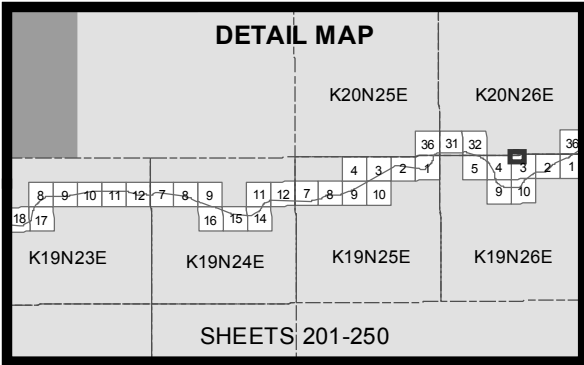 DETAIL MAP
K20N25E K20N26E
36 31 32 36
4 3 2 1 5 4 3 2 1
8 9 10 11 12 7 8 9 11 12 7 8 9 10 9 10
18 17 16 15 14
K19N23E K19N24E K19N25E K19N26E
SHEETS 201-250